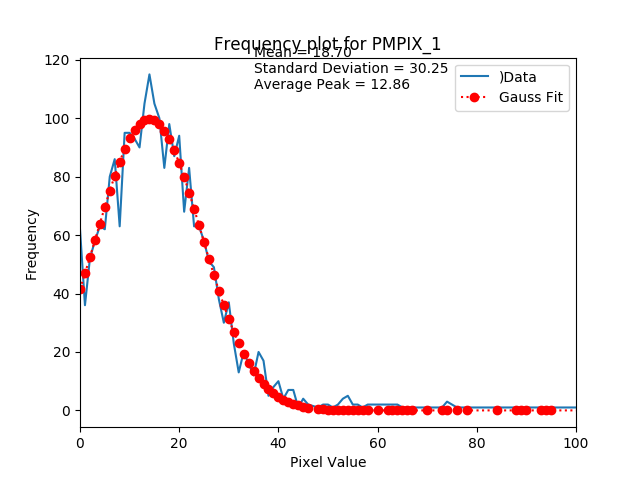 Frequency plot for PMPIX_1
Mean = 18.70
Standard Deviation = 30.25
Average Peak = 12.86
)Data
Gauss Fit
120
100
80
60
40
20
0
Frequency
0 20 40 60 80 100
Pixel Value